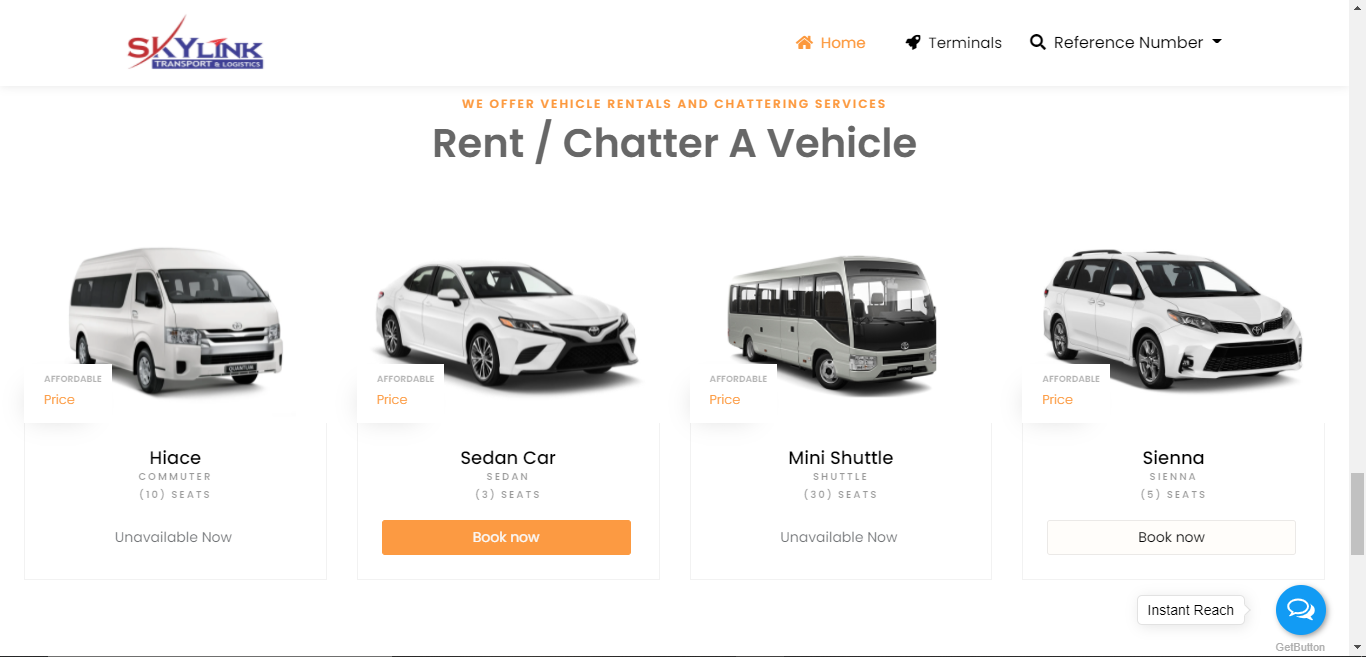 SKYLINK
TRANSPORT & LOGISTICS
Home
Terminals
Reference Number
WE OFFER VEHICLE RENTALS AND CHATTERING SERVICES
Rent / Chatter A Vehicle
QUANTUM
AFFORDABLE
Price
AFFORDABLE
Price
AFFORDABLE
Price
AFFORDABLE
Price
Hiace
COMMUTER
(10) SEATS
Unavailable Now
Sedan Car
SEDAN
(3) SEATS
Book now
Mini Shuttle
SHUTTLE
(30) SEATS
Unavailable Now
Sienna
SIENNA
(5) SEATS
Book now
Instant Reach
GetButton